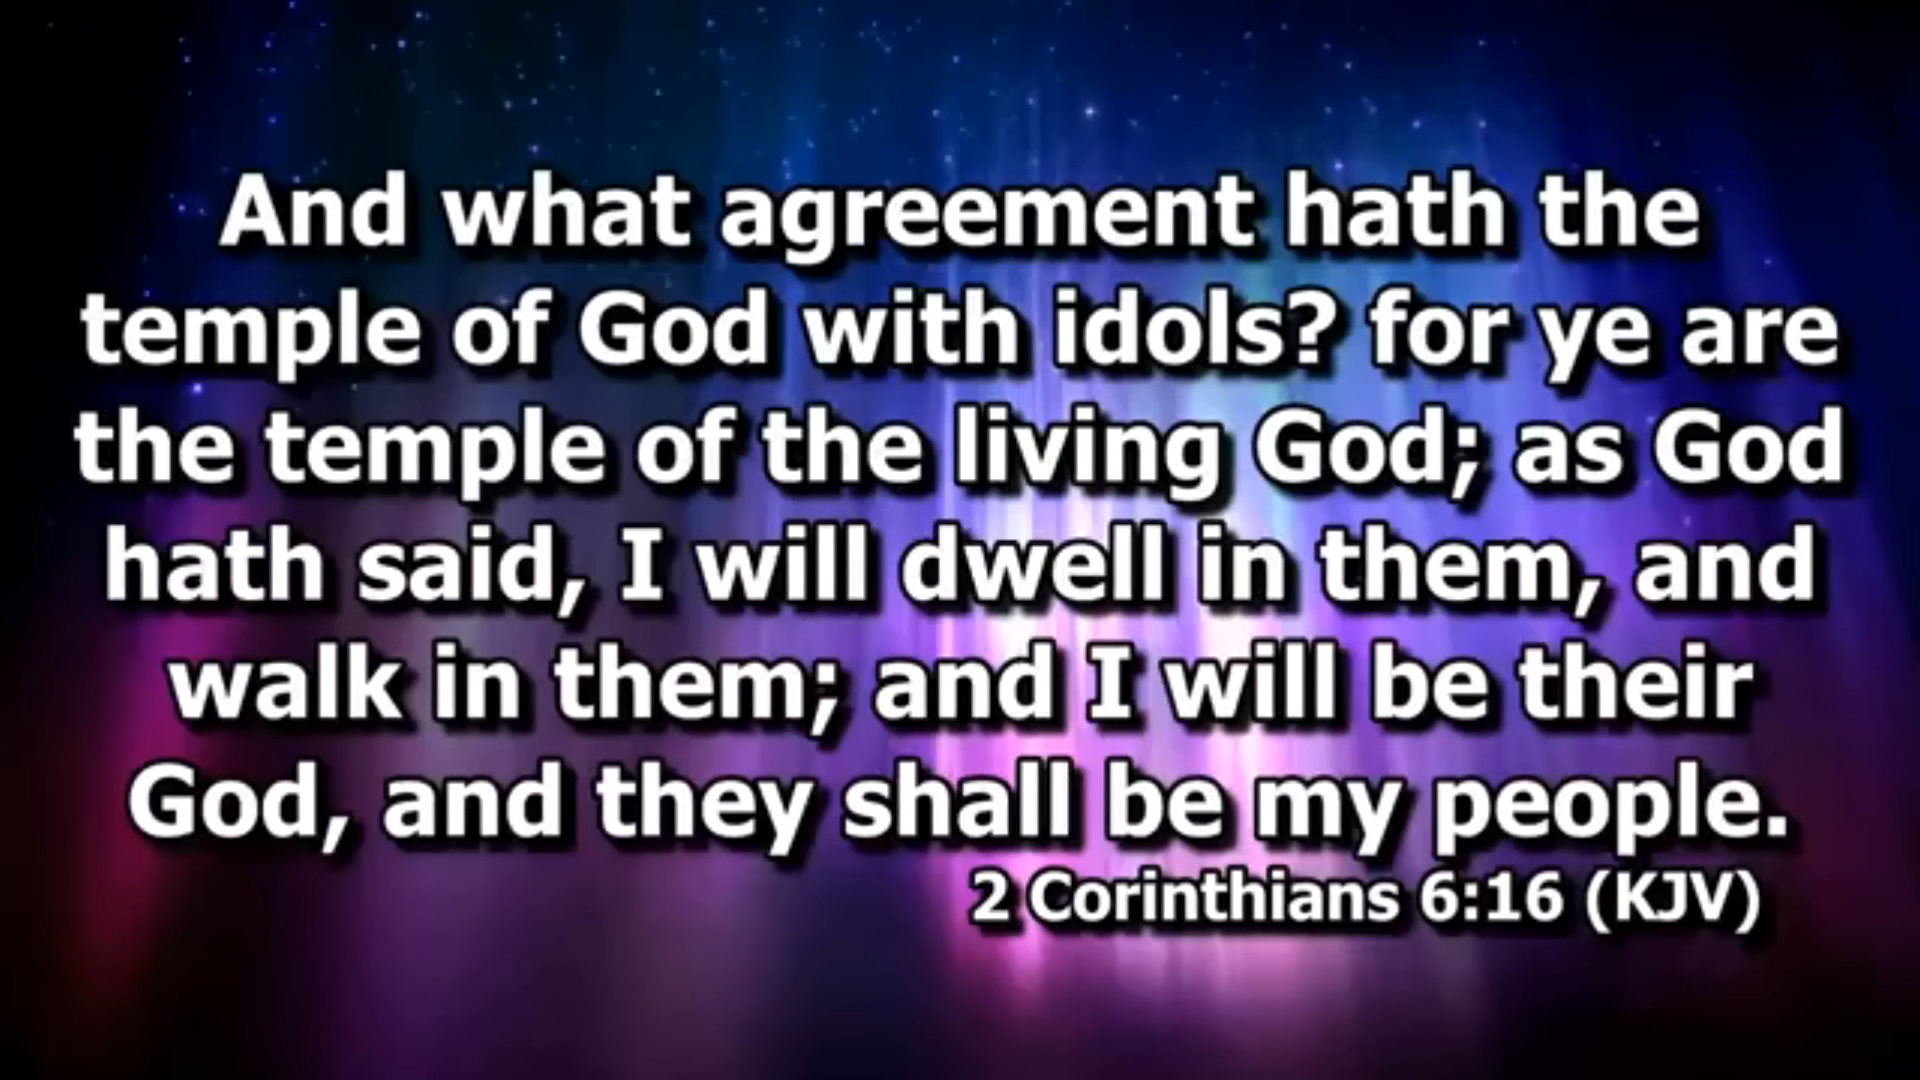 And what agreement hath the
temple of God with idols? for ye are
the temple of the living God; as God
hath said, I will dwell in them, and
walk in them; and I will be their
God, and they shall be my people.
2 Corinthians 6:16 (KJV)